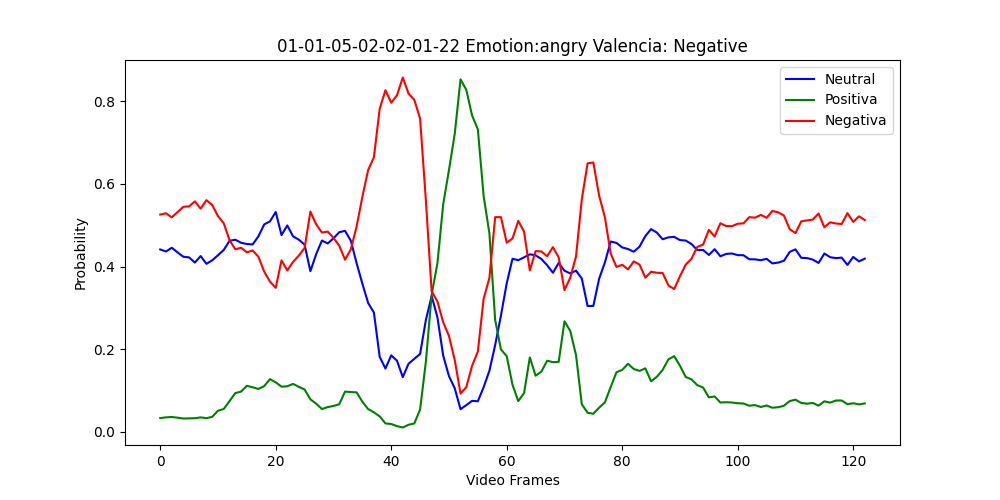 01-01-05-02-02-01-22 Emotion:angry Valencia: Negative
Neutral
Positiva
Negativa
Probability
0.8
0.6
0.4
0.2
0.0
0 20 40 60 80 100 120
Video Frames